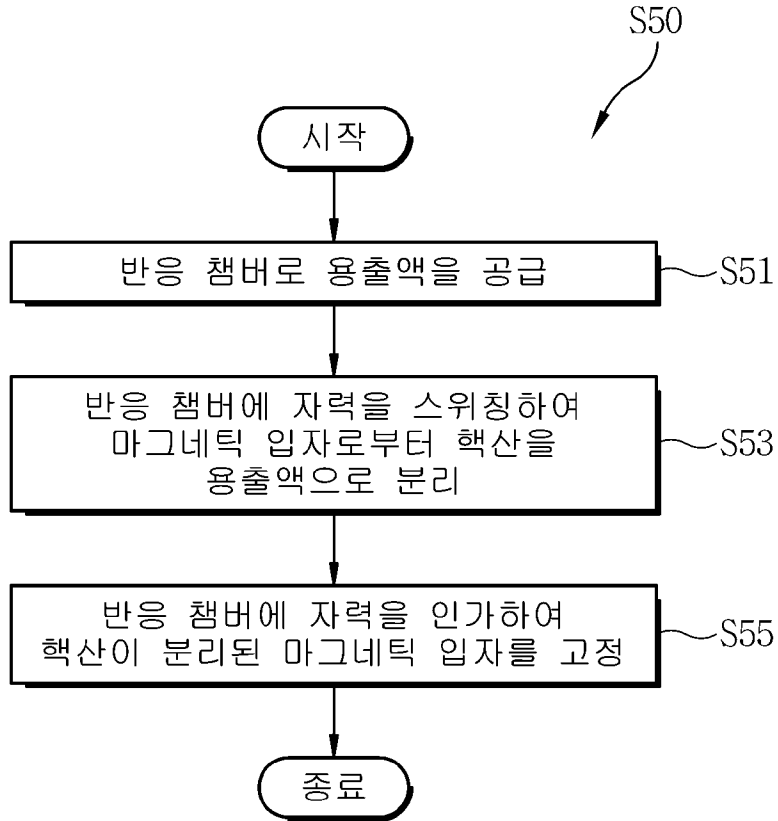 S50
시작
반응 챔버로 용출액을 공급
S51
반응 챔버에 자력을 스위칭하여
마그네틱 입자로부터 핵산을
용출액으로 분리
S53
반응 챔버에 자력을 인가하여
핵산이 분리된 마그네틱 입자를 고정
S55
종료